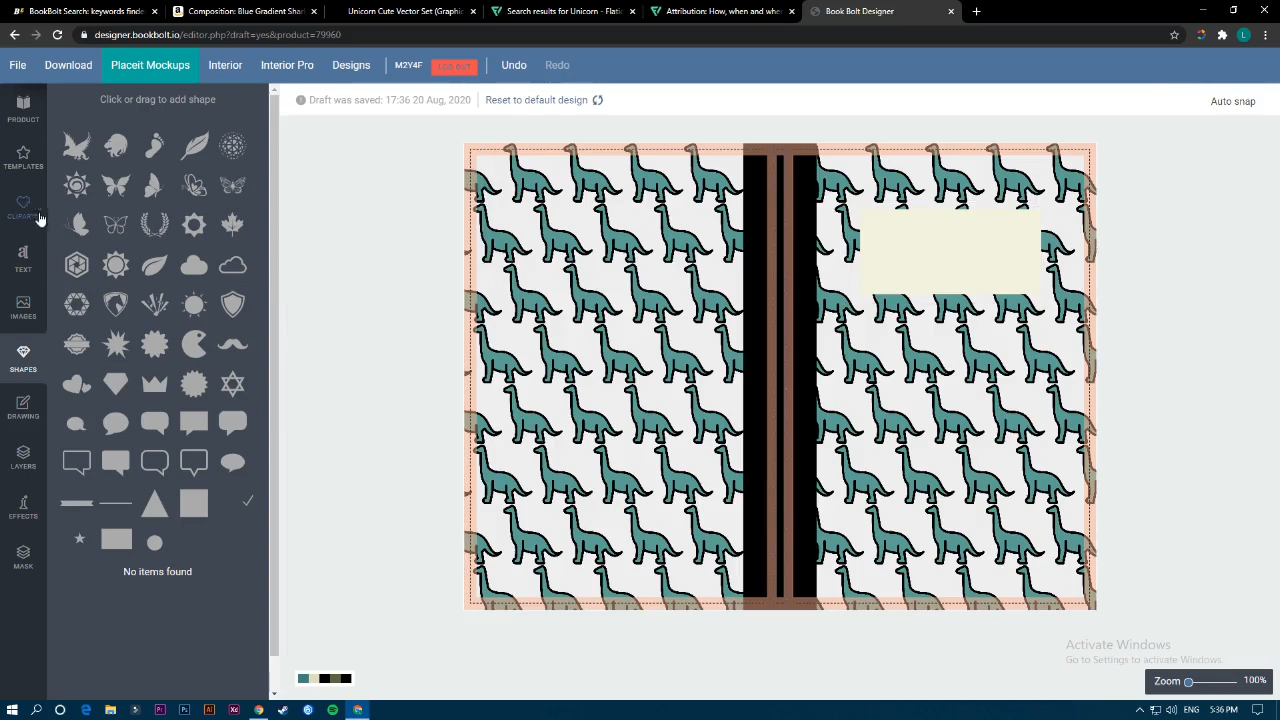 BookBolt Search keywords finde
Composition: Blue Gradient Shar
Unicorn Cute Vector Set (Graphic
Search results for Unicorn - Flatic
Attribution: How, when and whe
Book Bolt Designer
designer.bookbolt.io/editor.php?draft=yes&product=79960
L
File
Download
Placeit Mockups
Interior
Interior Pro
Designs
M2Y4F
LOG OUT
Undo
Redo
PRODUCT
Click or drag to add shape
Draft was saved: 17:36 20 Aug, 2020
Reset to default design
Auto snap
TEMPLATES
CLIPART
TEXT
IMAGES
SHAPES
DRAWING
LAYERS
EFFECTS
MASK
No items found
Activate Windows
Go to Settings to activate Windows.
Zoom
100%
ENG
5:36 PM